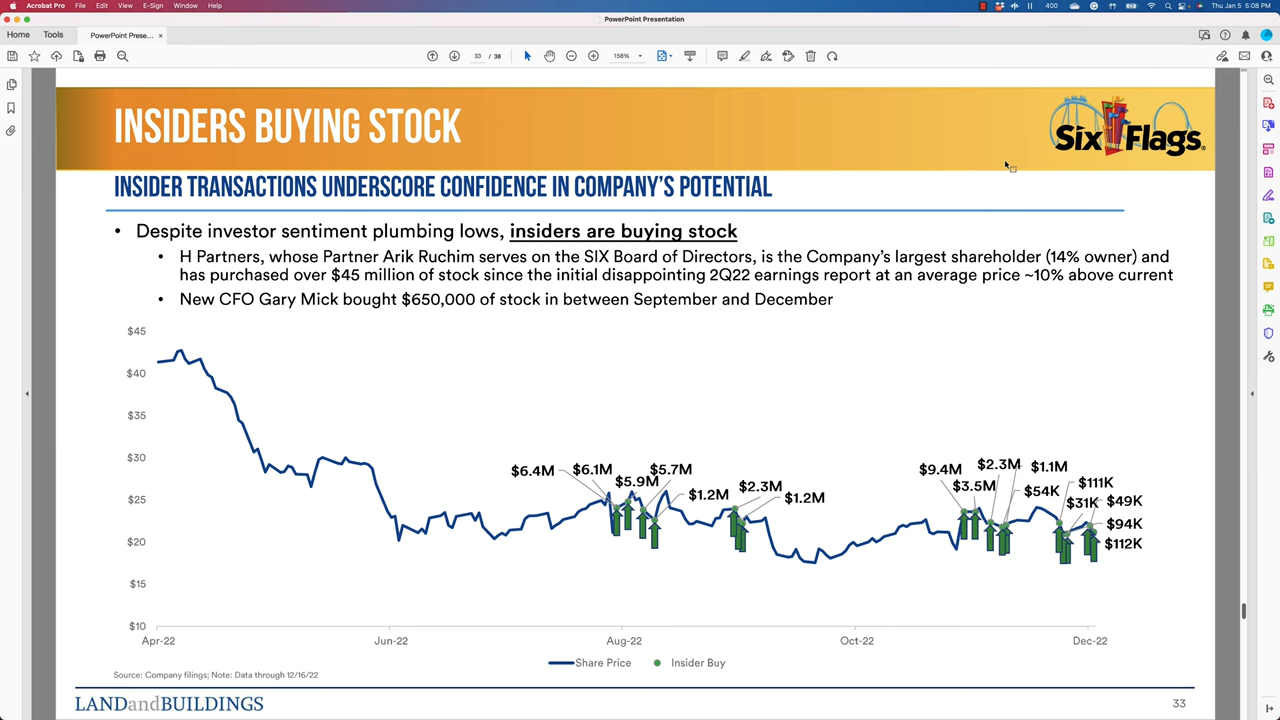 Acrobat Pro File Edit View E-Sign Window Help 400 Thu Jan 5 5:08 PM
PowerPoint Presentation
Home Tools PowerPoint Prese... ×
33 / 38 158%
INSIDERS BUYING STOCK
Six Flags®
INSIDER TRANSACTIONS UNDERSCORE CONFIDENCE IN COMPANY'S POTENTIAL
• Despite investor sentiment plumbing lows, insiders are buying stock
• H Partners, whose Partner Arik Ruchim serves on the SIX Board of Directors, is the Company's largest shareholder (14% owner) and
has purchased over $45 million of stock since the initial disappointing 2Q22 earnings report at an average price ~10% above current
• New CFO Gary Mick bought $650,000 of stock in between September and December
$45
$40
$35
$30
$25
$20
$15
$10
$6.4M $6.1M $5.9M $5.7M $1.2M $2.3M $1.2M
$9.4M $3.5M $2.3M $54K $1.1M $111K $31K $49K
$94K
$112K
Apr-22 Jun-22 Aug-22 Oct-22 Dec-22
Share Price Insider Buy
Source: Company filings; Note: Data through 12/16/22
LANDandBUILDINGS 33